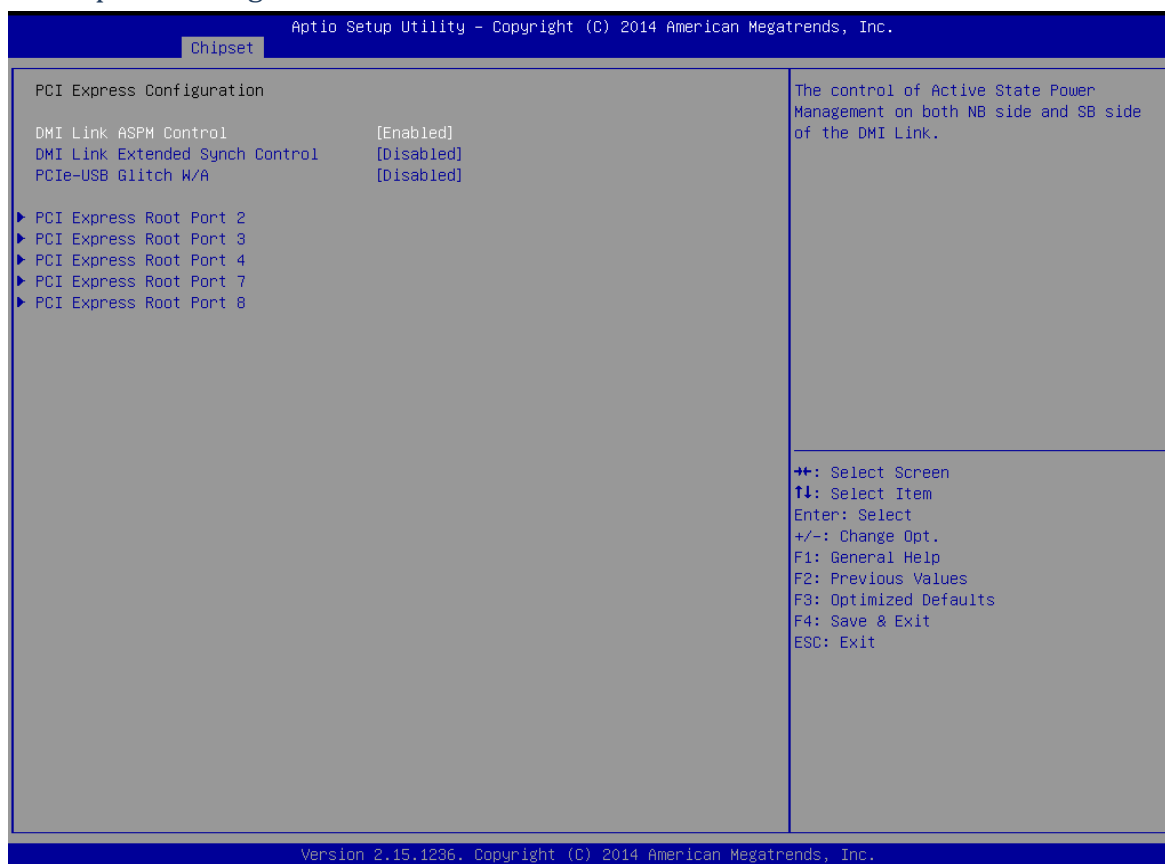 Aptio Setup Utility – Copyright (C) 2014 American Megatrends, Inc.
Chipset
PCI Express Configuration
DMI Link ASPM Control [Enabled]
DMI Link Extended Synch Control [Disabled]
PCIe-USB Glitch W/A [Disabled]
PCI Express Root Port 2
PCI Express Root Port 3
PCI Express Root Port 4
PCI Express Root Port 7
PCI Express Root Port 8
The control of Active State Power
Management on both NB side and SB side
of the DMI Link.
→←: Select Screen
↑↓: Select Item
Enter: Select
+/-: Change Opt.
F1: General Help
F2: Previous Values
F3: Optimized Defaults
F4: Save & Exit
ESC: Exit
Version 2.15.1236. Copyright (C) 2014 American Megatrends, Inc.